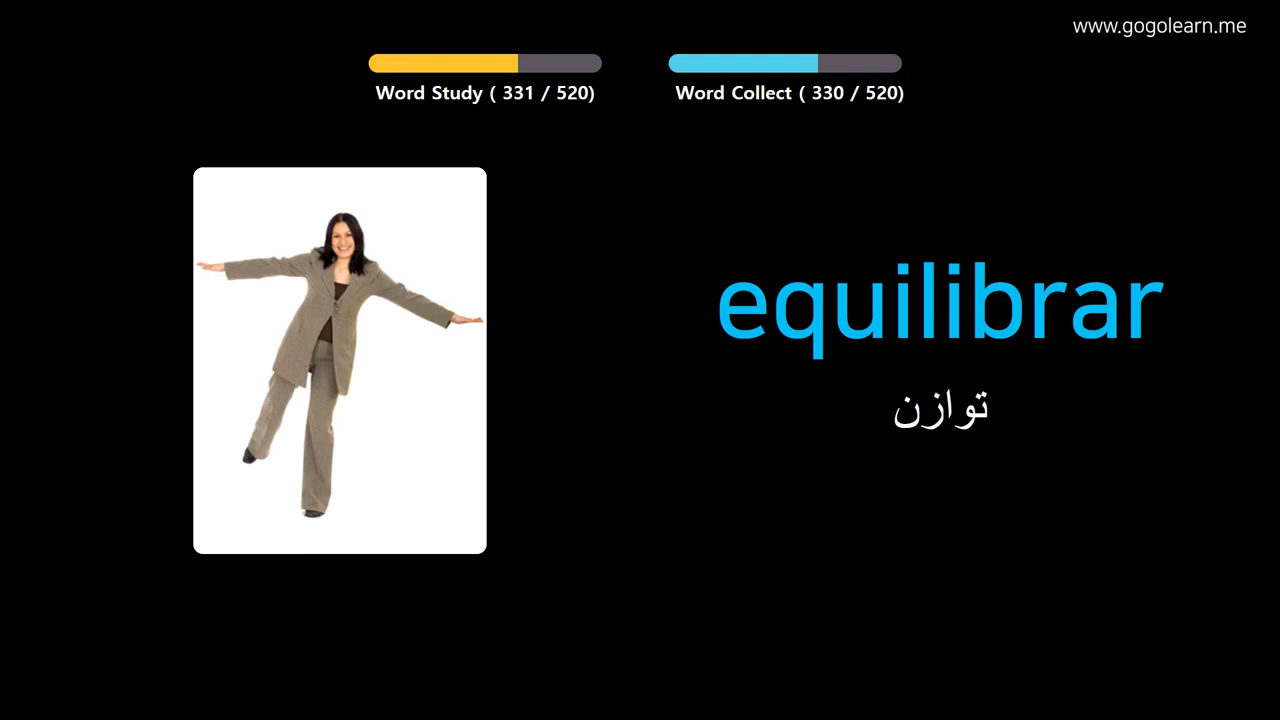 www.gogolearn.me
Word Study ( 331 / 520)
Word Collect ( 330 / 520)
equilibrar
توازن